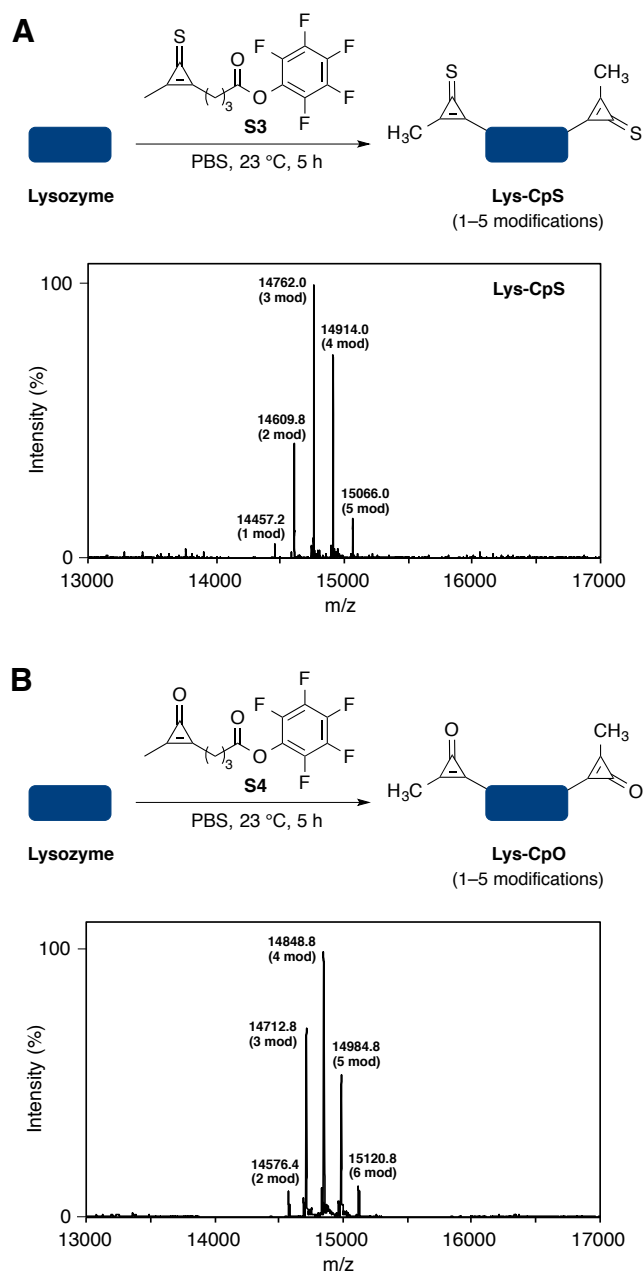 A
S
F
F
F
O
O
3
F
F
S3
PBS, 23 °C, 5 h
Lysozyme
S
CH₃
H₃C
S
Lys-CpS
(1–5 modifications)
100
0
Intensity (%)
14762.0
(3 mod)
Lys-CpS
14914.0
(4 mod)
14609.8
(2 mod)
15066.0
(5 mod)
14457.2
(1 mod)
13000 14000 15000 16000 17000
m/z
B
O
F
F
F
O
O
3
F
F
S4
PBS, 23 °C, 5 h
Lysozyme
O
CH₃
H₃C
O
Lys-CpO
(1–5 modifications)
100
0
Intensity (%)
14848.8
(4 mod)
14712.8
(3 mod)
14984.8
(5 mod)
14576.4
(2 mod)
15120.8
(6 mod)
13000 14000 15000 16000 17000
m/z